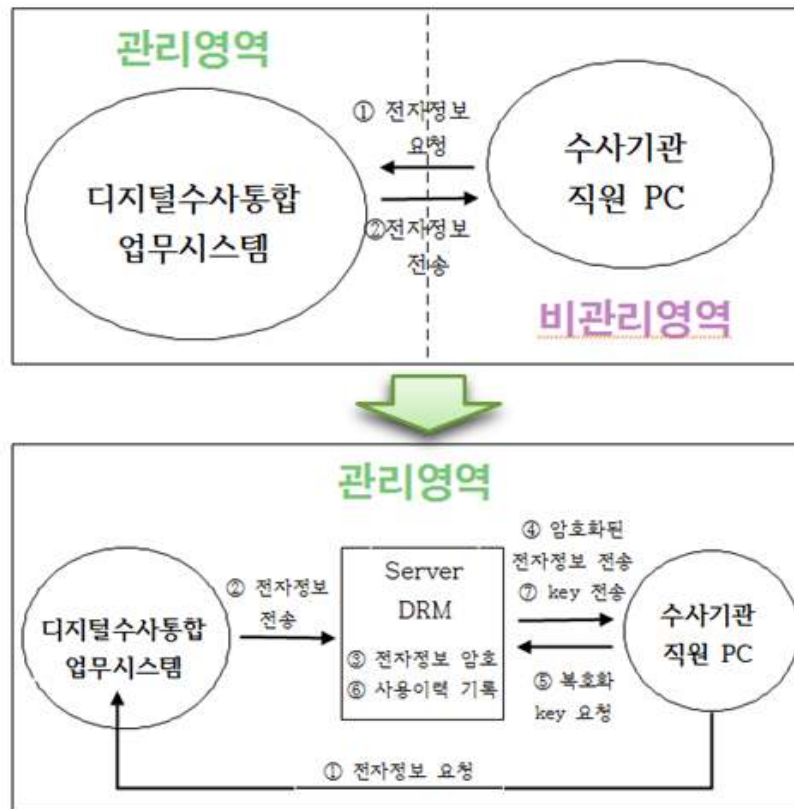 관리영역
① 전자정보
요청
디지털수사통합
업무시스템
②전자정보
전송
수사기관
직원 PC
비관리영역
관리영역
디지털수사통합
업무시스템
② 전자정보
전송
Server
DRM
③ 전자정보 암호
⑥ 사용이력 기록
④ 암호화된
전자정보 전송
⑦ key 전송
⑤ 복호화
key 요청
수사기관
직원 PC
① 전자정보 요청